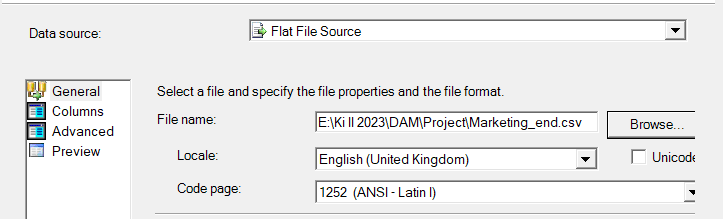 Data source:
Flat File Source
General
Columns
Advanced
Preview
Select a file and specify the file properties and the file format.
File name:
E:\Ki II 2023\DAM\Project\Marketing_end.csv
Browse...
Locale:
English (United Kingdom)
Unicode
Code page:
1252 (ANSI - Latin I)